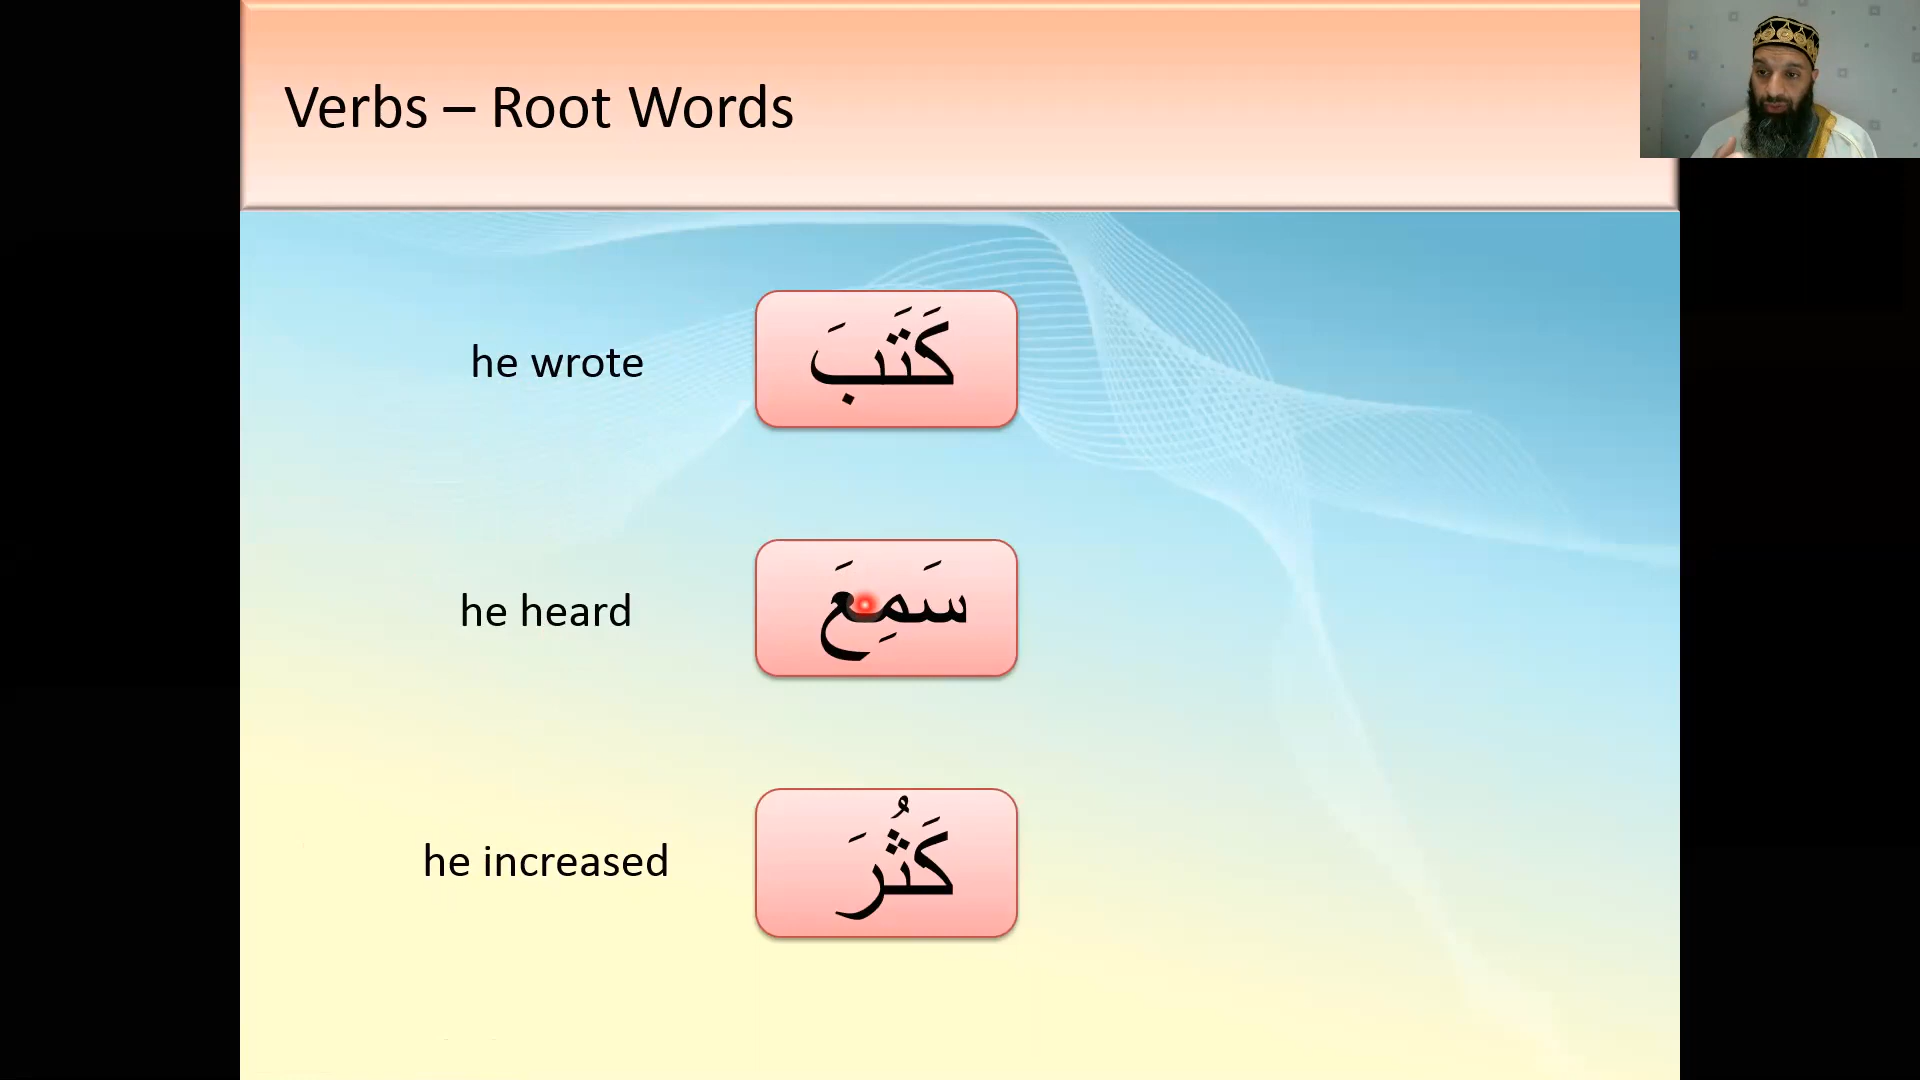 Verbs – Root Words
he wrote
كَتَبَ
he heard
سَمِعَ
he increased
كَثُرَ